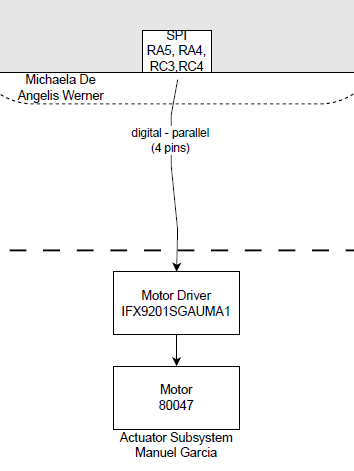 SPI
RA5, RA4,
RC3,RC4
Michaela De
Angelis Werner
digital - parallel
(4 pins)
Motor Driver
IFX9201SGAUMA1
Motor
80047
Actuator Subsystem
Manuel Garcia